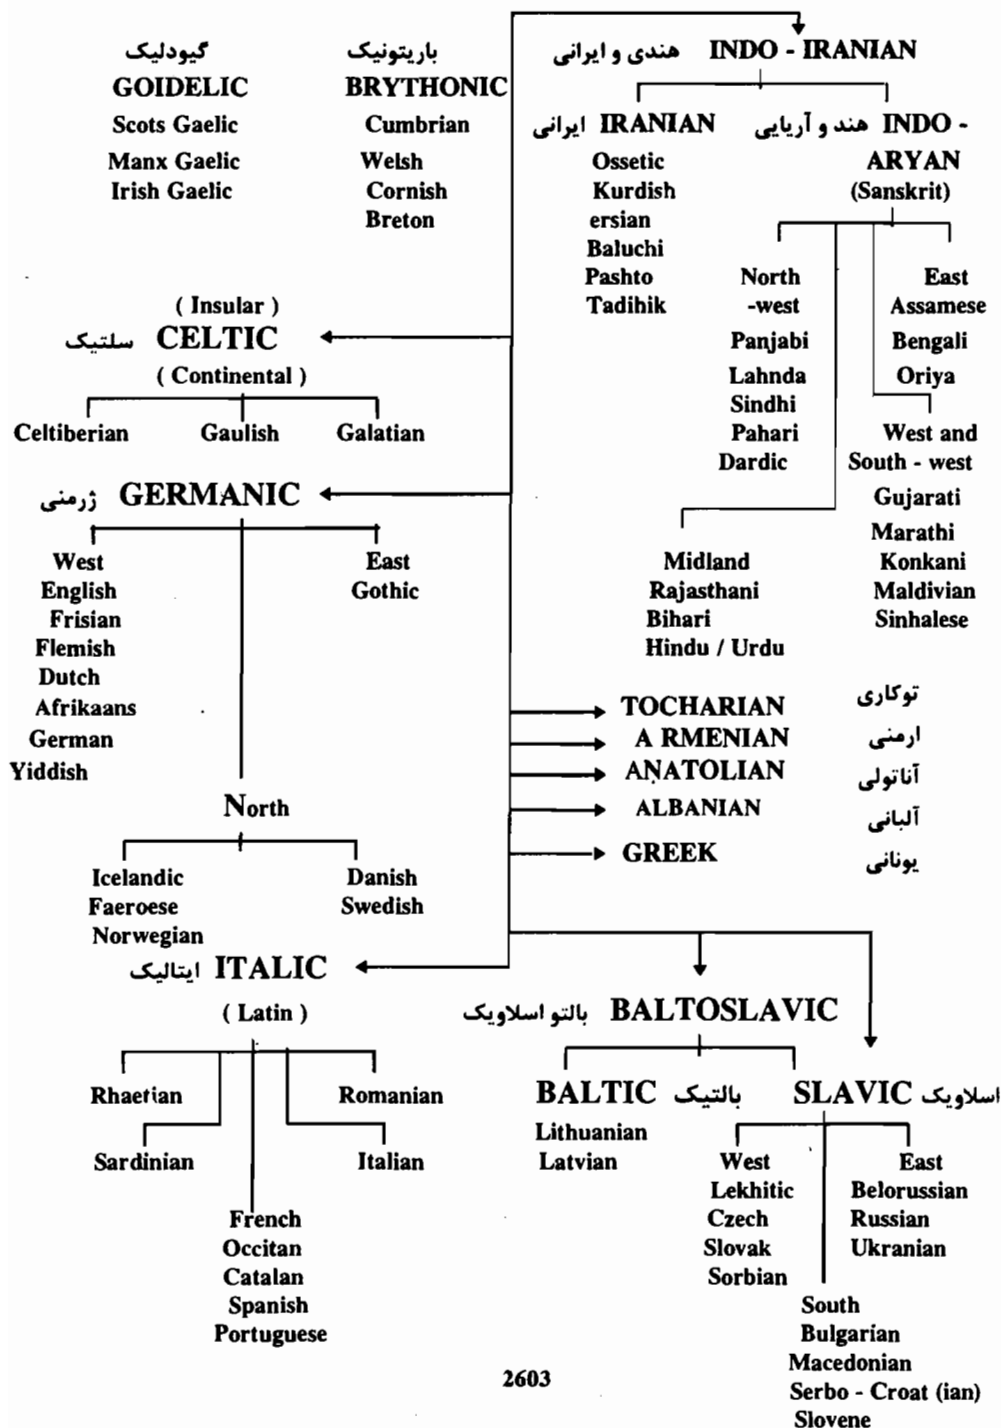 گیودلیک
GOIDELIC
Scots Gaelic
Manx Gaelic
Irish Gaelic
باریتونیک
BRYTHONIC
Cumbrian
Welsh
Cornish
Breton
هندی و ایرانی INDO - IRANIAN
ایرانی IRANIAN
Ossetic
Kurdish
ersian
Baluchi
Pashto
Tadihik
هند و آریایی INDO -
ARYAN
(Sanskrit)
North
-west
Panjabi
Lahnda
Sindhi
Pahari
Dardic
East
Assamese
Bengali
Oriya
West and
South - west
Gujarati
Marathi
Konkani
Maldivian
Sinhalese
Midland
Rajasthani
Bihari
Hindu / Urdu
( Insular )
سلتیک CELTIC
( Continental )
Celtiberian
Gaulish
Galatian
ژرمنی GERMANIC
West
English
Frisian
Flemish
Dutch
Afrikaans
German
Yiddish
East
Gothic
North
Icelandic
Faeroese
Norwegian
Danish
Swedish
TOCHARIAN توکاری
A RMENIAN ارمنی
ANATOLIAN آناتولی
ALBANIAN آلبانی
GREEK یونانی
ایتالیک ITALIC
( Latin )
Rhaetian
Romanian
Sardinian
Italian
French
Occitan
Catalan
Spanish
Portuguese
بالتو اسلاویک BALTOSLAVIC
BALTIC بالتیک
Lithuanian
Latvian
SLAVIC اسلاویک
West
Lekhitic
Czech
Slovak
Sorbian
East
Belorussian
Russian
Ukranian
South
Bulgarian
Macedonian
Serbo - Croat (ian)
Slovene
2603